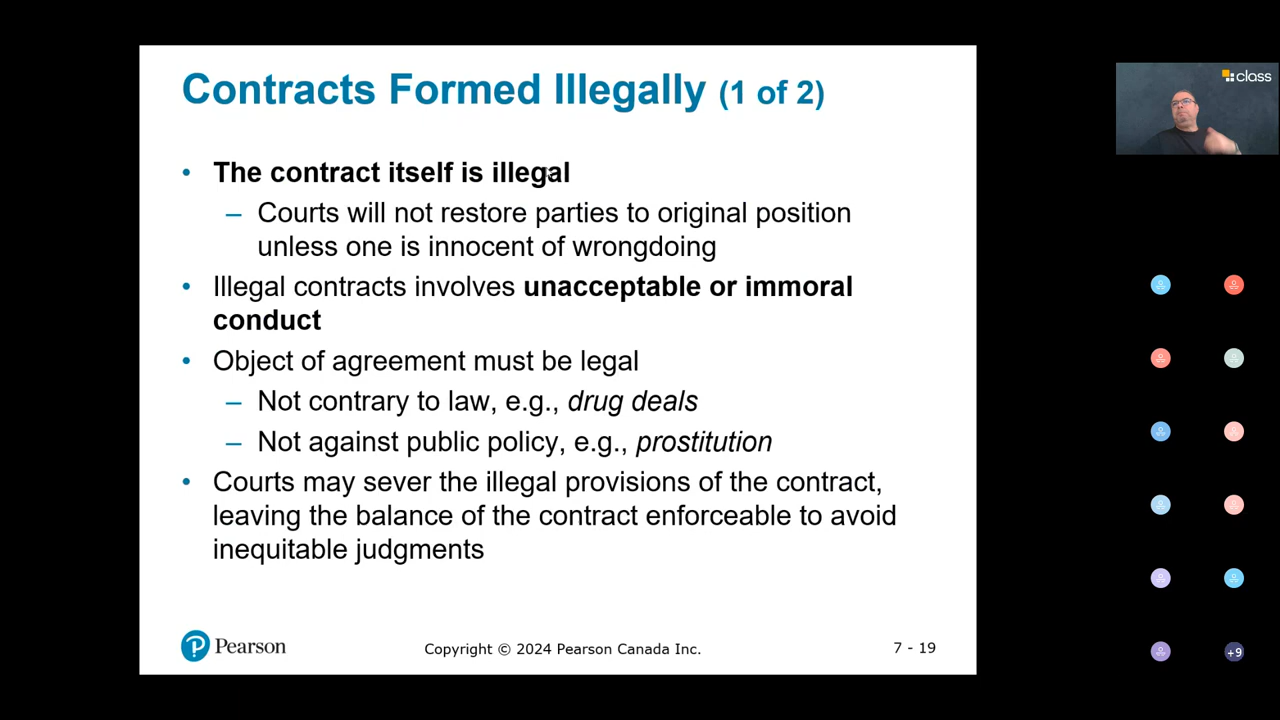 Contracts Formed Illegally (1 of 2)
class
• The contract itself is illegal
– Courts will not restore parties to original position
unless one is innocent of wrongdoing
• Illegal contracts involves unacceptable or immoral
conduct
• Object of agreement must be legal
– Not contrary to law, e.g., drug deals
– Not against public policy, e.g., prostitution
• Courts may sever the illegal provisions of the contract,
leaving the balance of the contract enforceable to avoid
inequitable judgments
Pearson
Copyright © 2024 Pearson Canada Inc.
7 - 19
+9